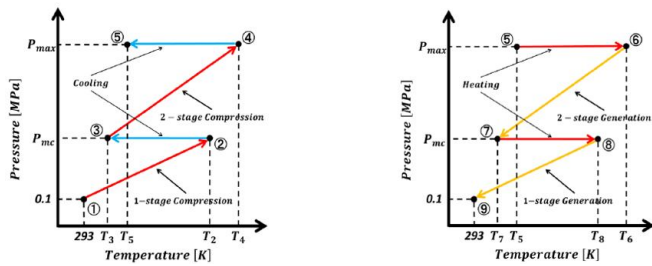 Pressure [MPa]
P_max
P_mc
0.1
⑤
④
Cooling
2 − stage Compression
③
②
①
1-stage Compression
293 T_3 T_5 T_2 T_4
Temperature [K]
Pressure [MPa]
P_max
P_mc
0.1
⑤
⑥
Heating
2 − stage Generation
⑦
⑧
1-stage Generation
⑨
293 T_7 T_5 T_8 T_6
Temperature [K]